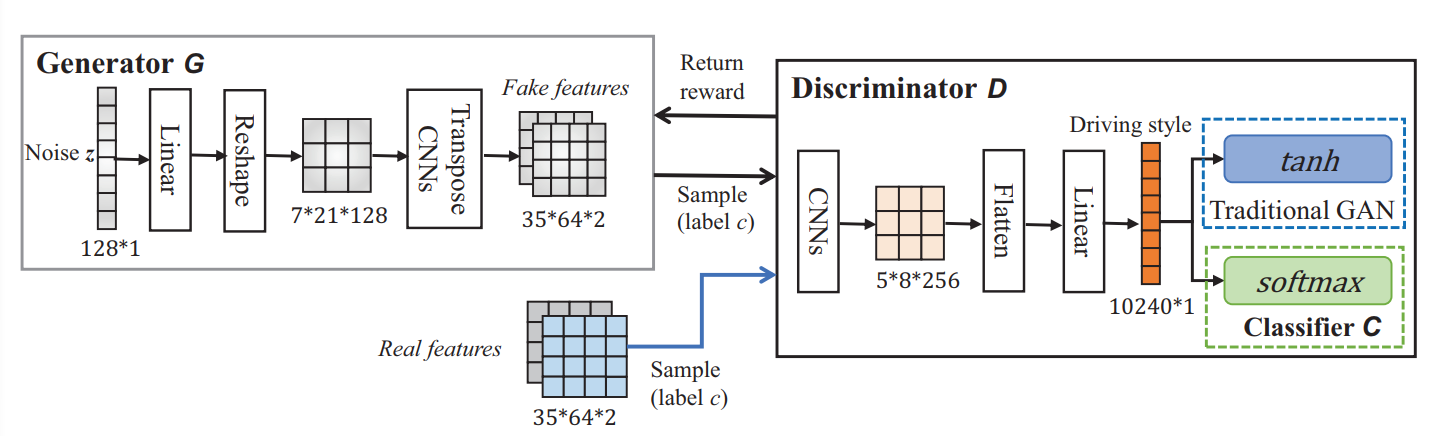 Generator G
Noise z
128*1
Linear
Reshape
7*21*128
Transpose
CNNs
Fake features
35*64*2
Return
reward
Sample
(label c)
Real features
35*64*2
Sample
(label c)
Discriminator D
CNNs
5*8*256
Flatten
Linear
Driving style
10240*1
tanh
Traditional GAN
softmax
Classifier C